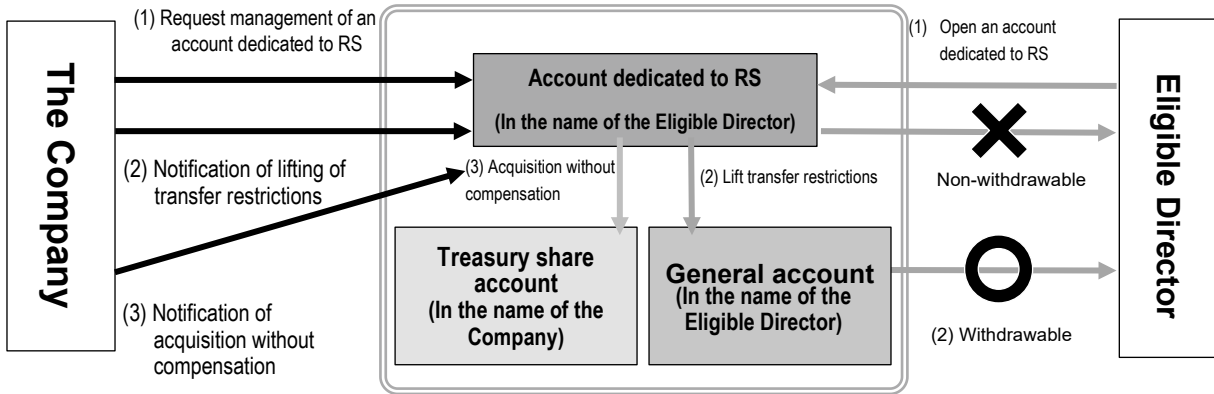 The Company
(1) Request management of an
account dedicated to RS
(2) Notification of lifting of
transfer restrictions
(3) Notification of
acquisition without
compensation
Account dedicated to RS
(In the name of the Eligible Director)
(3) Acquisition without
compensation
(2) Lift transfer restrictions
Treasury share
account
(In the name of the
Company)
General account
(In the name of the
Eligible Director)
(1) Open an account
dedicated to RS
Non-withdrawable
(2) Withdrawable
Eligible Director